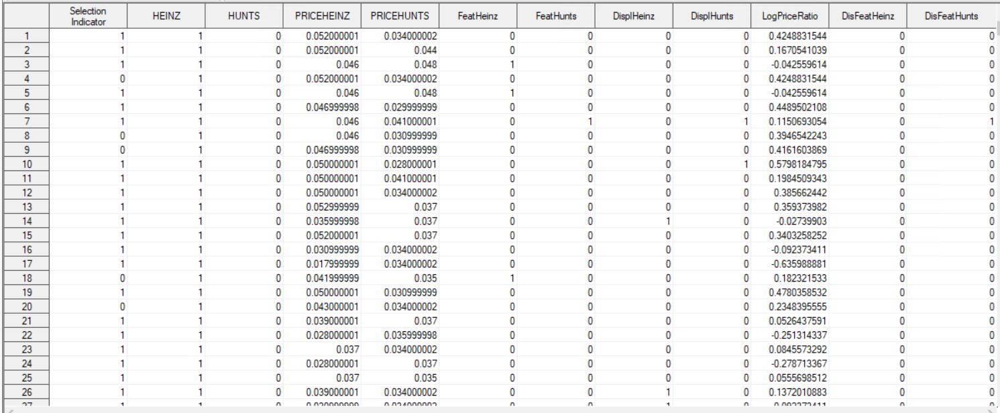 Selection Indicator HEINZ HUNTS PRICEHEINZ PRICEHUNTS FeatHeinz FeatHunts DisplHeinz DisplHunts LogPriceRatio DisFeatHeinz DisFeatHunts
1 1 1 0 0.052000001 0.034000002 0 0 0 0 0.4248831544 0 0
2 1 1 0 0.052000001 0.044 0 0 0 0 0.1670541039 0 0
3 1 1 0 0.046 0.048 1 0 0 0 -0.042559614 0 0
4 0 1 0 0.052000001 0.034000002 0 0 0 0 0.4248831544 0 0
5 1 1 0 0.046 0.048 1 0 0 0 -0.042559614 0 0
6 1 1 0 0.046999998 0.029999999 0 0 0 0 0.4489502108 0 0
7 1 1 0 0.046 0.041000001 0 1 0 1 0.1150693054 0 1
8 0 1 0 0.046 0.030999999 0 0 0 0 0.3946542243 0 0
9 0 1 0 0.046999998 0.030999999 0 0 0 0 0.4161603869 0 0
10 1 1 0 0.050000001 0.028000001 0 0 0 1 0.5798184795 0 0
11 1 1 0 0.050000001 0.041000001 0 0 0 0 0.1984509343 0 0
12 1 1 0 0.050000001 0.034000002 0 0 0 0 0.385662442 0 0
13 1 1 0 0.052999999 0.037 0 0 0 0 0.359373982 0 0
14 1 1 0 0.035999998 0.037 0 0 1 0 -0.02739903 0 0
15 1 1 0 0.052000001 0.037 0 0 0 0 0.3403258252 0 0
16 1 1 0 0.030999999 0.034000002 0 0 0 0 -0.092373411 0 0
17 1 1 0 0.017999999 0.034000002 0 0 0 0 -0.635988881 0 0
18 0 1 0 0.041999999 0.035 1 0 0 0 0.182321533 0 0
19 1 1 0 0.050000001 0.030999999 0 0 0 0 0.4780358532 0 0
20 0 1 0 0.043000001 0.034000002 0 0 0 0 0.2348395555 0 0
21 1 1 0 0.039000001 0.037 0 0 0 0 0.0526437591 0 0
22 1 1 0 0.028000001 0.035999998 0 0 0 0 -0.251314337 0 0
23 1 1 0 0.037 0.034000002 0 0 0 0 0.0845573292 0 0
24 1 1 0 0.028000001 0.037 0 0 0 0 -0.278713367 0 0
25 1 1 0 0.037 0.035 0 0 0 0 0.0555698512 0 0
26 1 1 0 0.039000001 0.034000002 0 0 1 0 0.1372010883 0 0